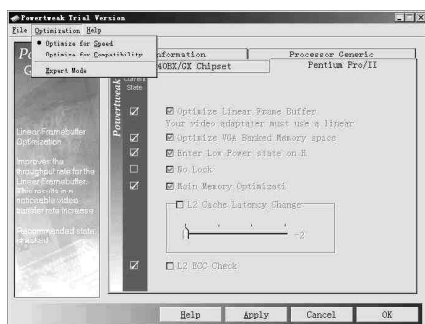 Powertweak Trial Version
File Optimization Help
Optimize for Speed
Optimize for Compatibility
Expert Mode
nformation
Processor Generic
40BX/GX Chipset
Pentium Pro/II
Powertweak
Current State
Linear Framebuffer Optimization
Improves the throughput rate for the Linear Framebuffer. This results in a noticeable video transfer rate increase
Recommended state is
Optimize Linear Frame Buffer
Your video adaptater must use a linear
Optimize VGA Banked Memory space
Enter Low Power state on H
No Lock
Main Memory Optimizati
L2 Cache Latency Change
-2
L2 ECC Check
Help Apply Cancel OK